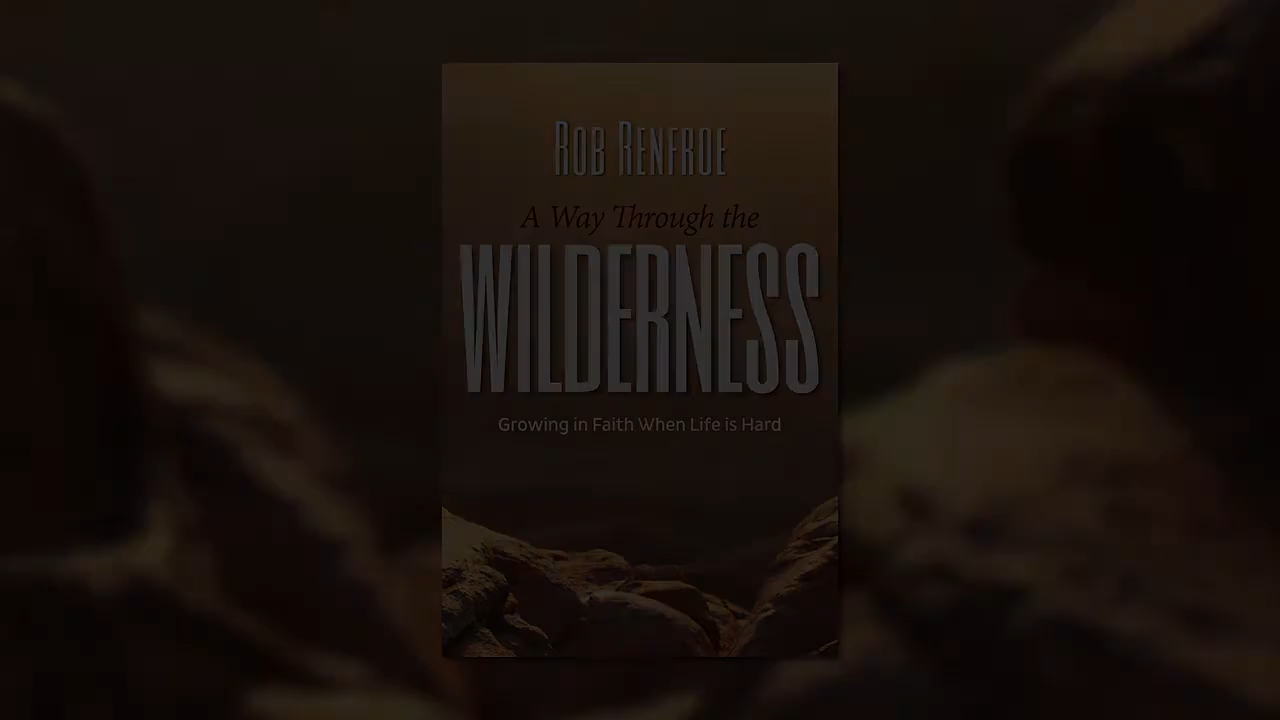 Rob Renfroe
A Way Through the
WILDERNESS
Growing in Faith When Life is Hard